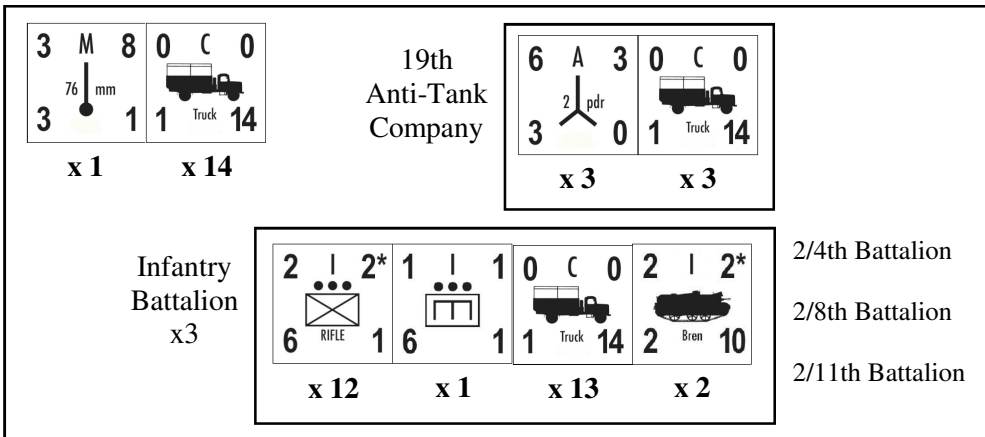 3 M 8 0 C 0
76 mm
Truck
3 1 1 14
x 1 x 14
19th
Anti-Tank
Company
6 A 3 0 C 0
2 pdr
Truck
3 0 1 14
x 3 x 3
Infantry
Battalion
x3
2 I 2* 1 I 1 0 C 0 2 I 2*
RIFLE Truck Bren
6 1 6 1 1 14 2 10
x 12 x 1 x 13 x 2
2/4th Battalion
2/8th Battalion
2/11th Battalion